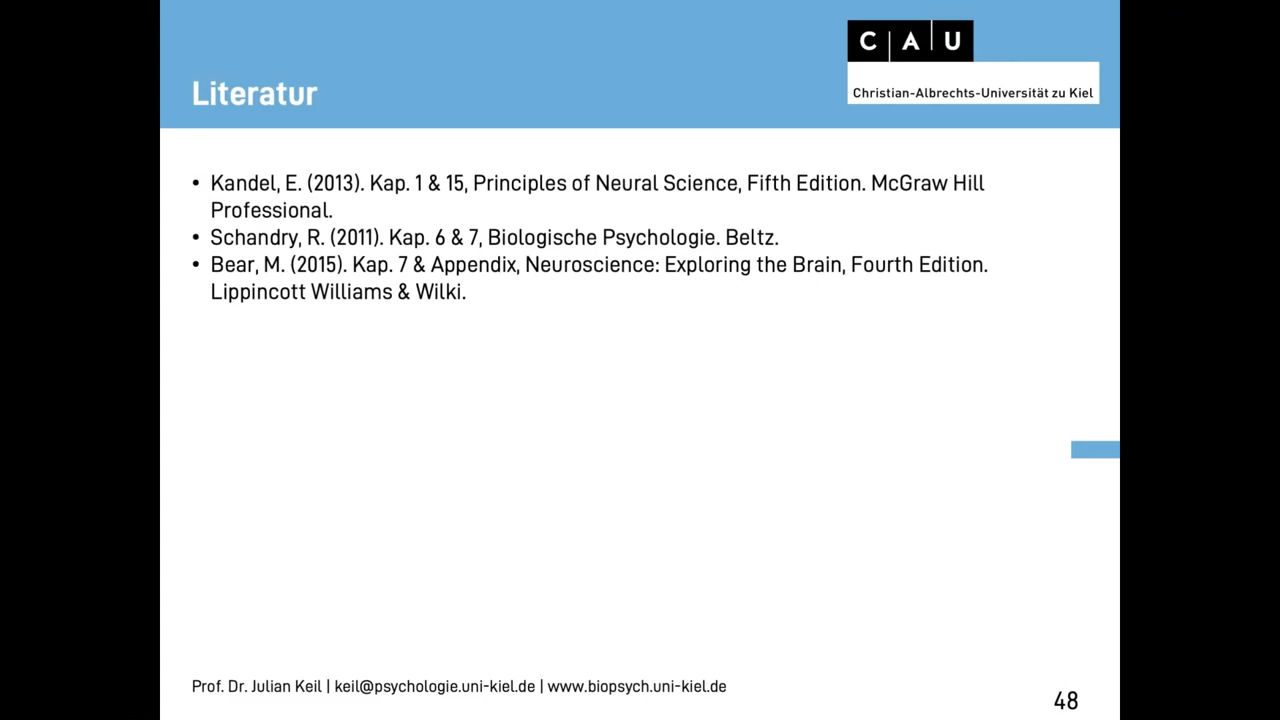 C A U
Literatur
Christian-Albrechts-Universität zu Kiel
• Kandel, E. (2013). Kap. 1 & 15, Principles of Neural Science, Fifth Edition. McGraw Hill
Professional.
• Schandry, R. (2011). Kap. 6 & 7, Biologische Psychologie. Beltz.
• Bear, M. (2015). Kap. 7 & Appendix, Neuroscience: Exploring the Brain, Fourth Edition.
Lippincott Williams & Wilki.
Prof. Dr. Julian Keil | keil@psychologie.uni-kiel.de | www.biopsych.uni-kiel.de
48